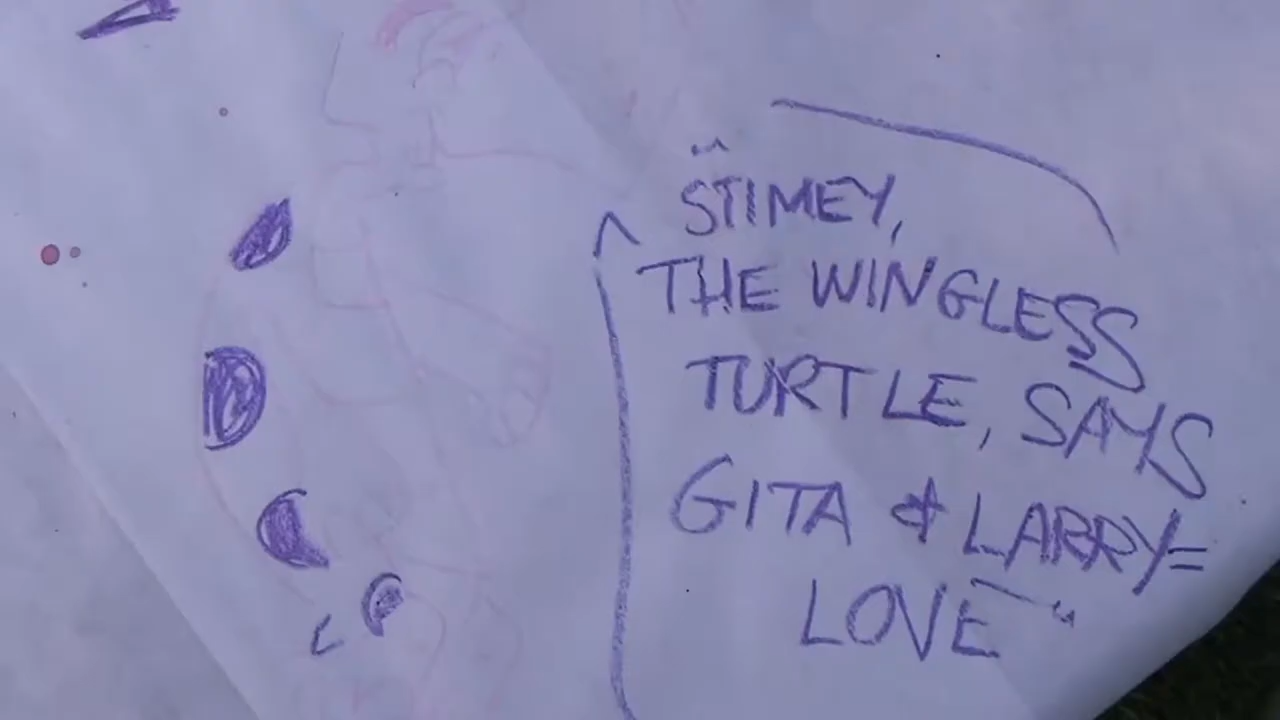 "STIMEY,
THE WINGLESS
TURTLE, SAYS
GITA & LARRY=
LOVE"